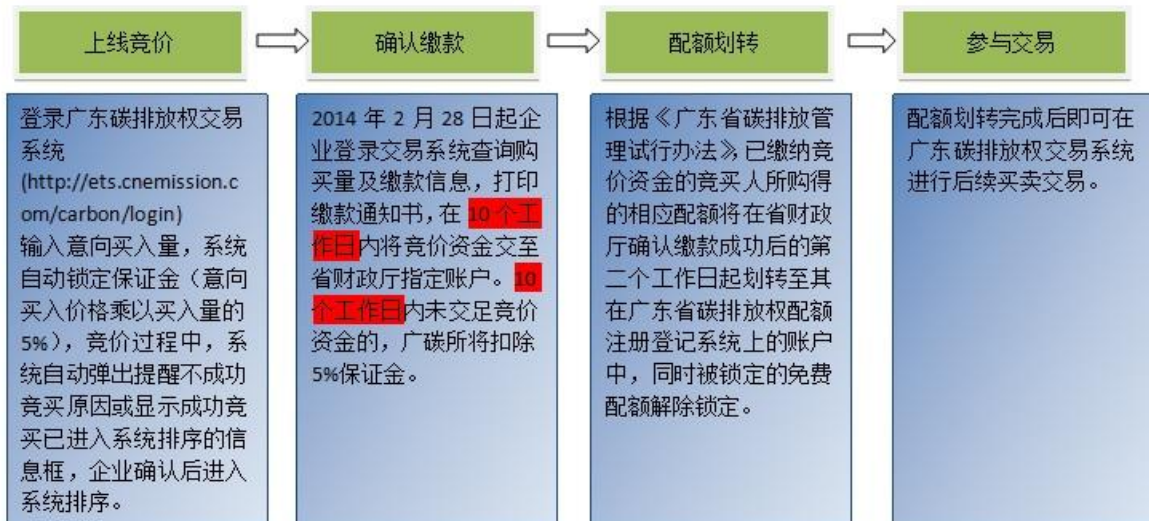 上线竞价
确认缴款
配额划转
参与交易
登录广东碳排放权交易
系统
(http://ets.cnemission.c
om/carbon/login)
输入意向买入量，系统
自动锁定保证金（意向
买入价格乘以买入量的
5%），竞价过程中，系
统自动弹出提醒不成功
竞买原因或显示成功竞
买已进入系统排序的信
息框，企业确认后进入
系统排序。
2014 年 2 月 28 日起企
业登录交易系统查询购
买量及缴款信息，打印
缴款通知书，在 10 个工
作日内将竞价资金交至
省财政厅指定账户。10
个工作日内未交足竞价
资金的，广碳所将扣除
5%保证金。
根据《广东省碳排放管
理试行办法》，已缴纳竞
价资金的竞买人所购得
的相应配额将在省财政
厅确认缴款成功后的第
二个工作日起划转至其
在广东省碳排放权配额
注册登记系统上的账户
中，同时被锁定的免费
配额解除锁定。
配额划转完成后即可在
广东碳排放权交易系统
进行后续买卖交易。